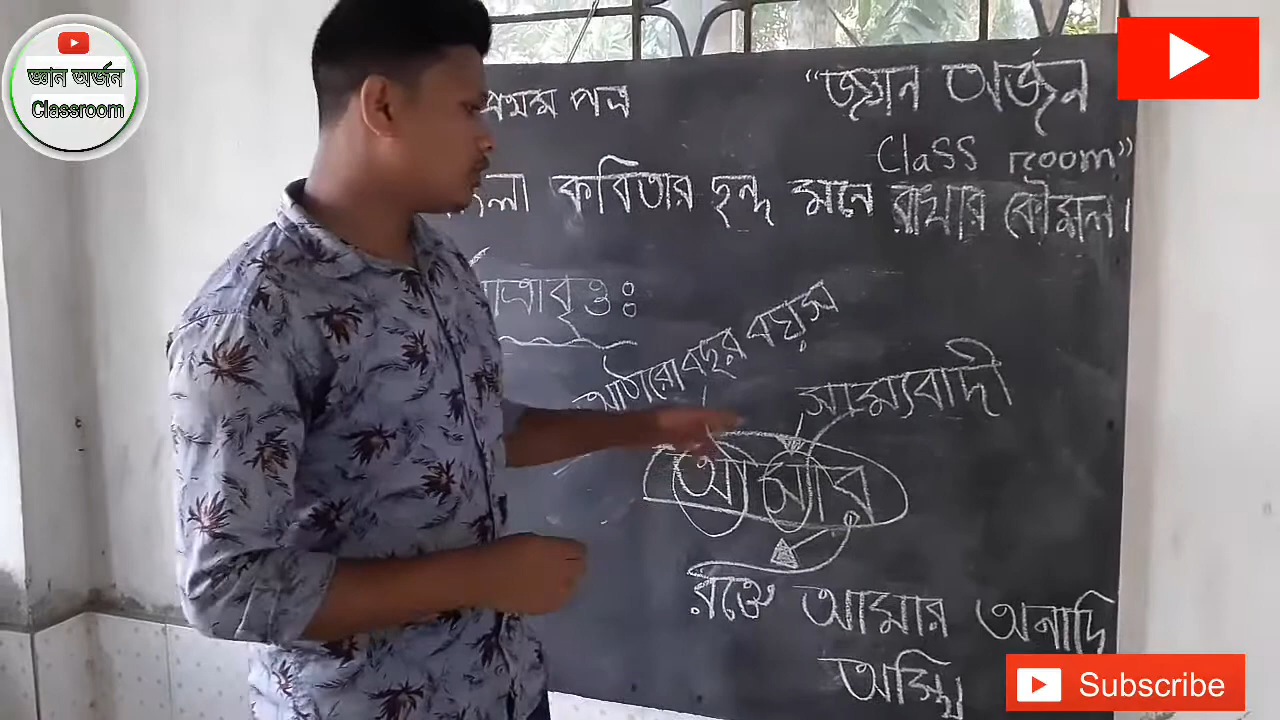 জ্ঞান অর্জন
Classroom
প্রথম পত্র
"জ্ঞান অর্জন
Class room"
বাংলা কবিতার ছন্দ মনে রাখার কৌশল।
মাত্রাবৃত্তঃ
আঠারো বছর বয়স
সাম্যবাদী
আমার
রক্তে আমার অনাদি
অস্থি
Subscribe